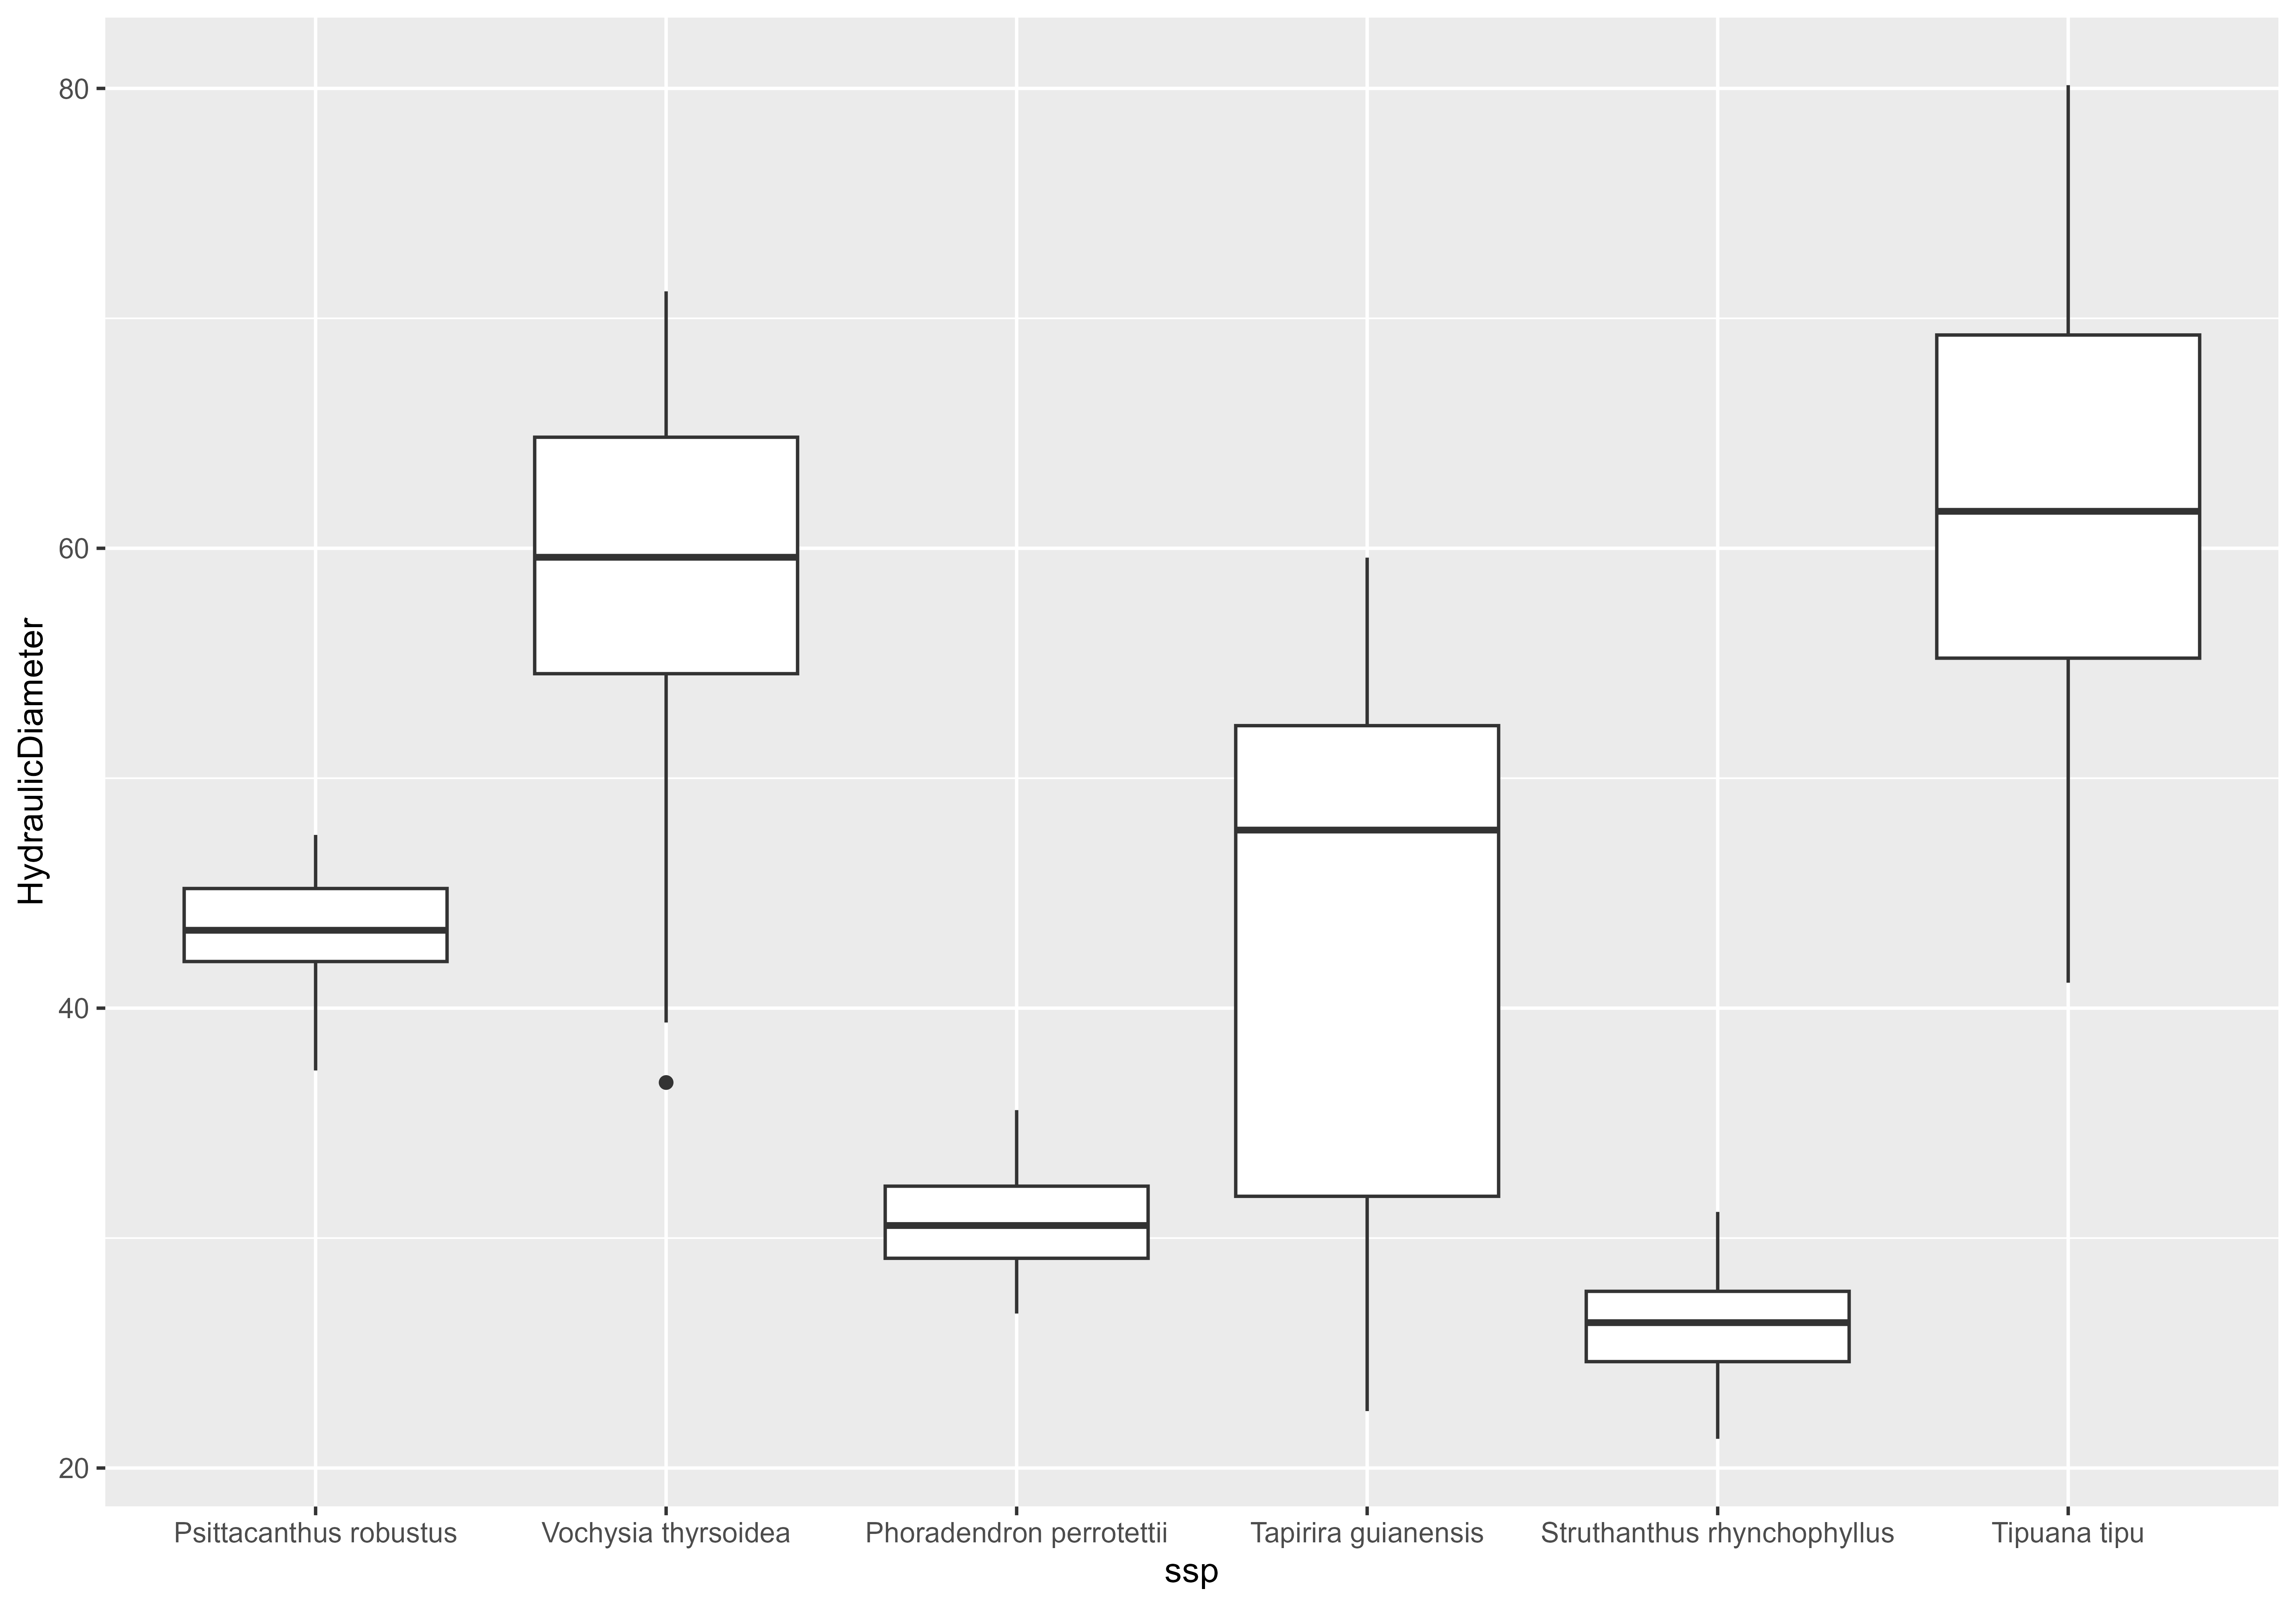 80
60
40
20
HydraulicDiameter
Psittacanthus robustus
Vochysia thyrsoidea
Phoradendron perrotettii
Tapirira guianensis
Struthanthus rhynchophyllus
Tipuana tipu
ssp